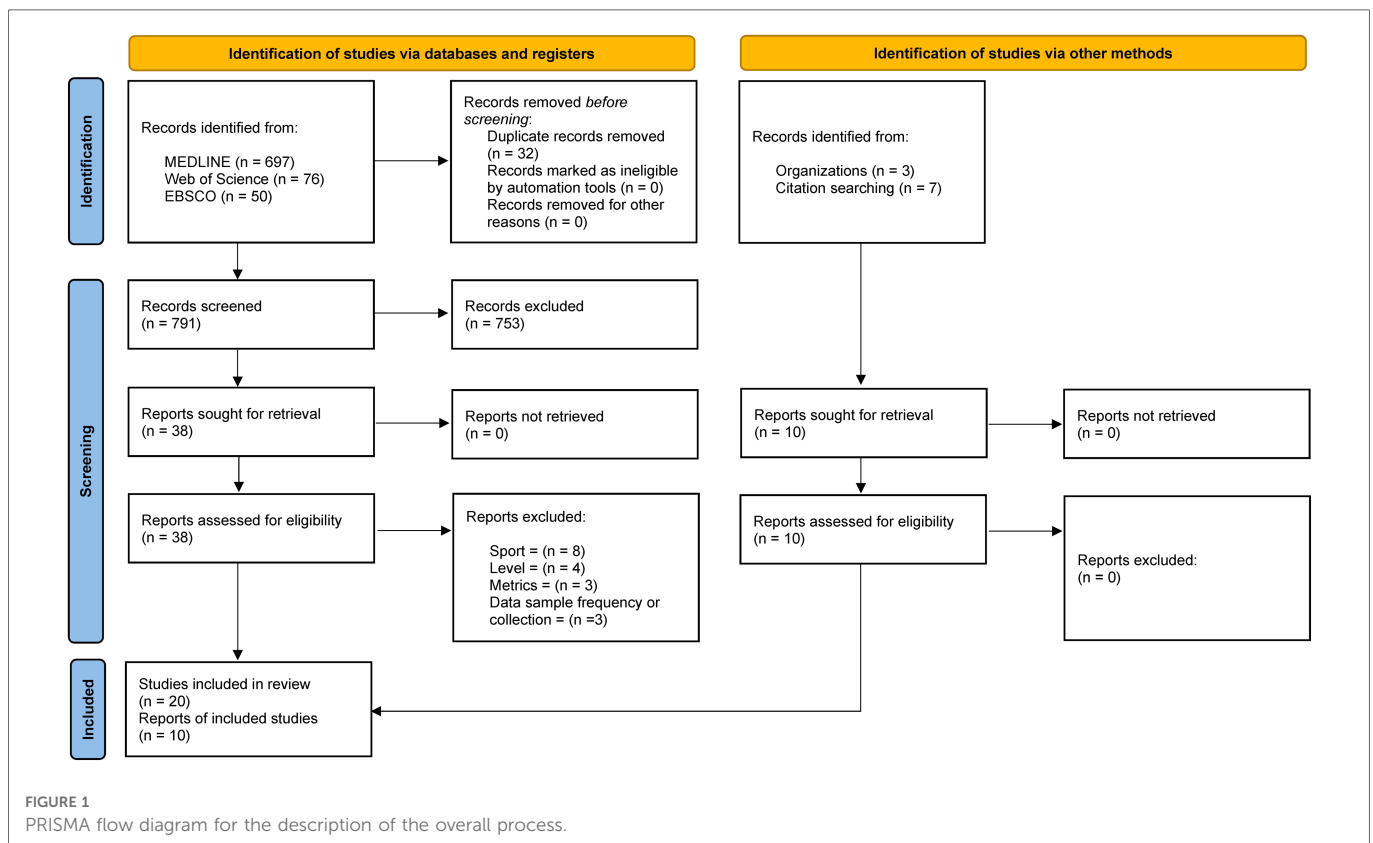 Identification of studies via databases and registers
Identification of studies via other methods
Identification
Records identified from:
MEDLINE (n = 697)
Web of Science (n = 76)
EBSCO (n = 50)
Records removed before
screening:
Duplicate records removed
(n = 32)
Records marked as ineligible
by automation tools (n = 0)
Records removed for other
reasons (n = 0)
Records identified from:
Organizations (n = 3)
Citation searching (n = 7)
Screening
Records screened
(n = 791)
Records excluded
(n = 753)
Reports sought for retrieval
(n = 38)
Reports not retrieved
(n = 0)
Reports sought for retrieval
(n = 10)
Reports not retrieved
(n = 0)
Reports assessed for eligibility
(n = 38)
Reports excluded:
Sport = (n = 8)
Level = (n = 4)
Metrics = (n = 3)
Data sample frequency or
collection = (n =3)
Reports assessed for eligibility
(n = 10)
Reports excluded:
(n = 0)
Included
Studies included in review
(n = 20)
Reports of included studies
(n = 10)
FIGURE 1
PRISMA flow diagram for the description of the overall process.